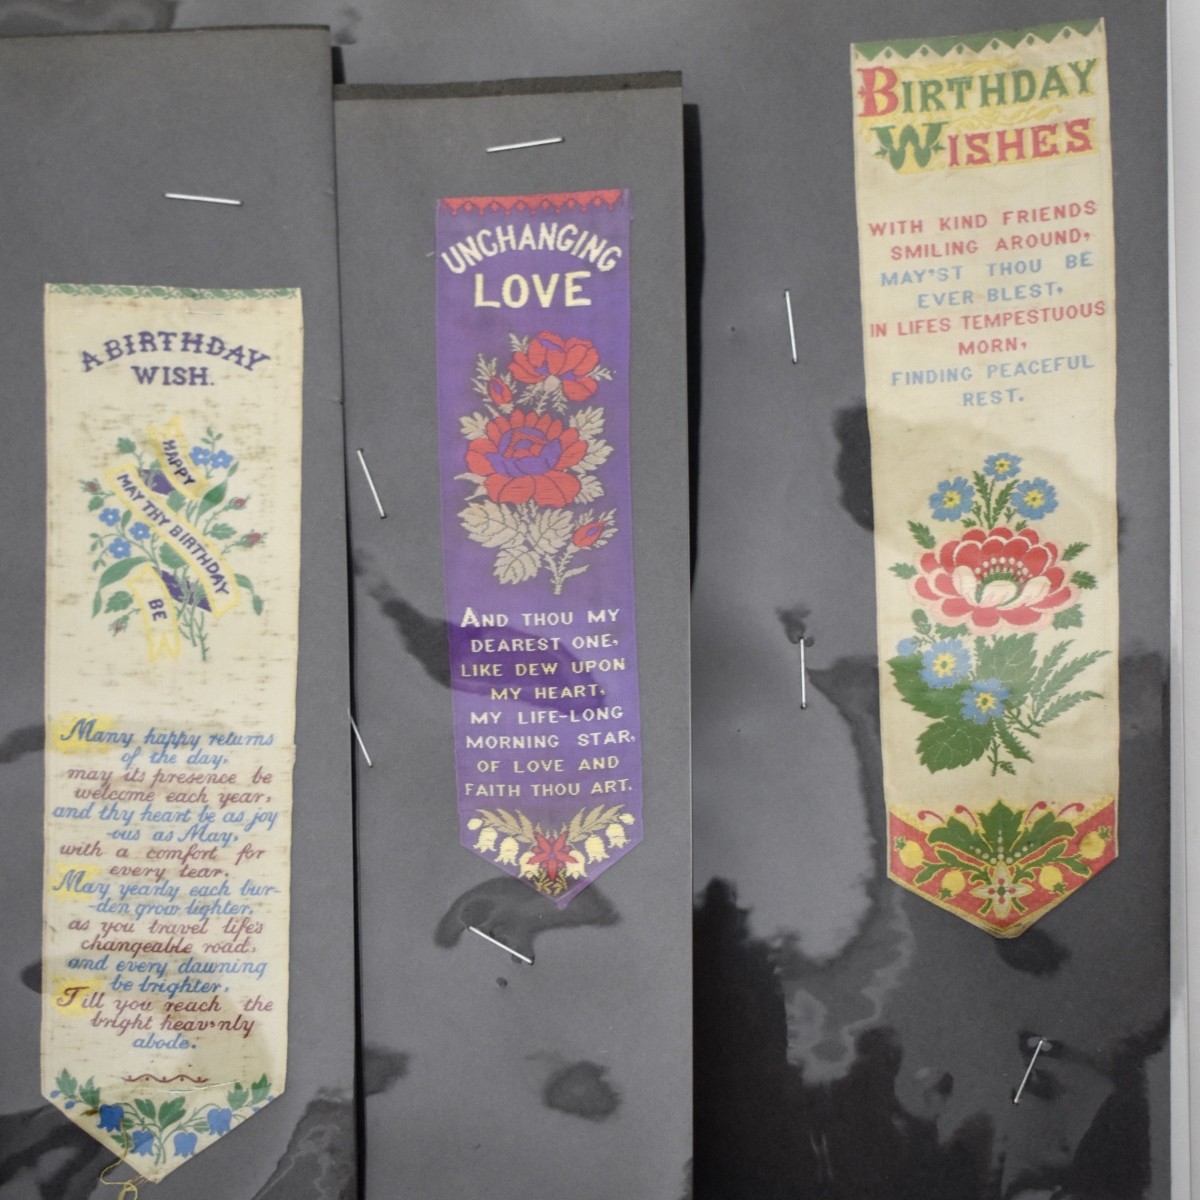 A BIRTHDAY
WISH.
HAPPY
MAY THY BIRTHDAY
BE
Many happy returns
of the day,
may its presence be
welcome each year,
and thy heart be as joy
-ous as May,
with a comfort for
every tear.
May yearly each bur-
-den grow lighter,
as you travel life's
changeable road,
and every dawning
be brighter,
Till you reach the
bright heav,nly
abode.
UNCHANGING
LOVE
AND THOU MY
DEAREST ONE,
LIKE DEW UPON
MY HEART,
MY LIFE-LONG
MORNING STAR,
OF LOVE AND
FAITH THOU ART.
BIRTHDAY
WISHES
WITH KIND FRIENDS
SMILING AROUND,
MAY'ST THOU BE
EVER BLEST,
IN LIFES TEMPESTUOUS
MORN,
FINDING PEACEFUL
REST.